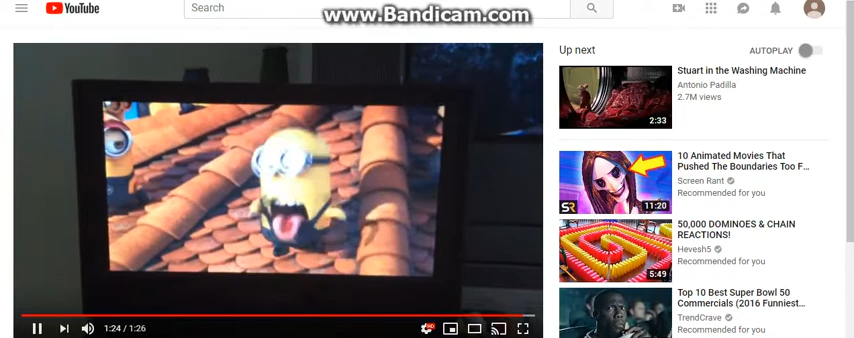 www.Bandicam.com
YouTube
Search
Up next
AUTOPLAY
Stuart in the Washing Machine
Antonio Padilla
2.7M views
2:33
10 Animated Movies That
Pushed The Boundaries Too F...
Screen Rant
Recommended for you
SR
11:20
50,000 DOMINOES & CHAIN
REACTIONS!
Hevesh5
Recommended for you
5:49
Top 10 Best Super Bowl 50
Commercials (2016 Funniest...
TrendCrave
Recommended for you
1:24 / 1:26
HD